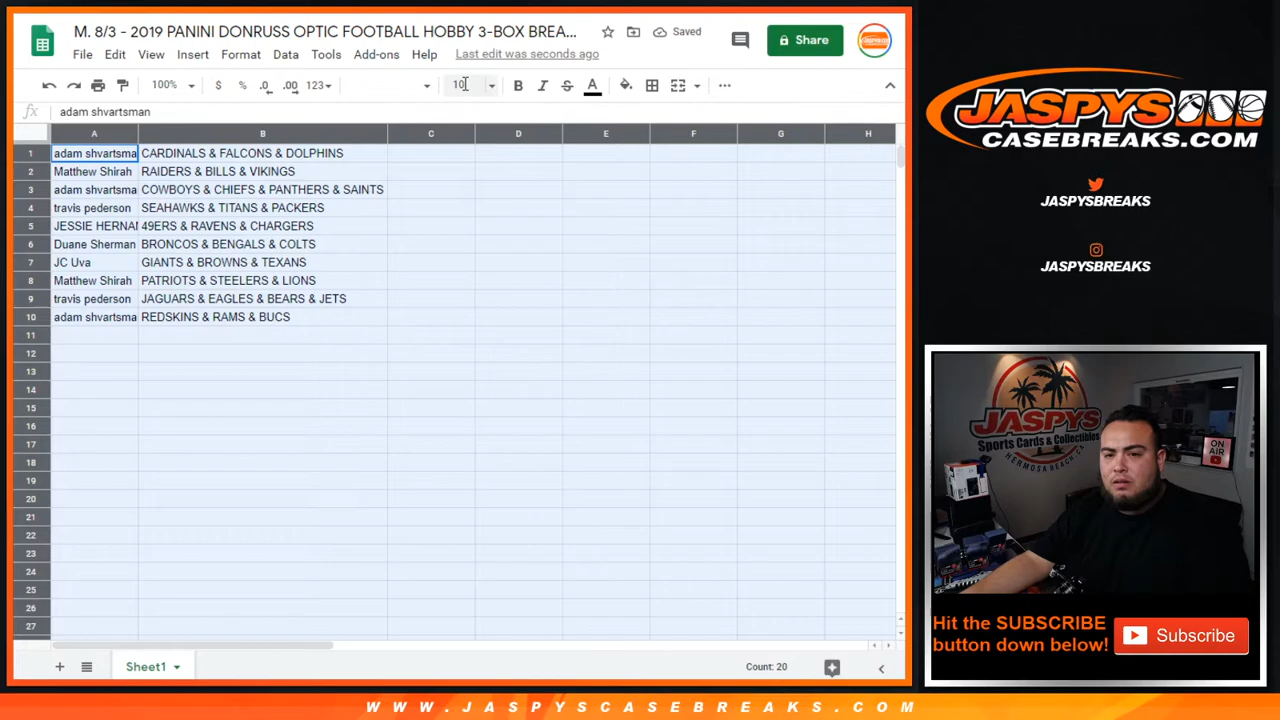 M. 8/3 - 2019 PANINI DONRUSS OPTIC FOOTBALL HOBBY 3-BOX BREA...
Saved
Share
File Edit View Insert Format Data Tools Add-ons Help Last edit was seconds ago
100% $ % .0 .00 123 10 B I S A
fx adam shvartsman
A B C D E F G H
1 adam shvartsma CARDINALS & FALCONS & DOLPHINS
2 Matthew Shirah RAIDERS & BILLS & VIKINGS
3 adam shvartsma COWBOYS & CHIEFS & PANTHERS & SAINTS
4 travis pederson SEAHAWKS & TITANS & PACKERS
5 JESSIE HERNAN 49ERS & RAVENS & CHARGERS
6 Duane Sherman BRONCOS & BENGALS & COLTS
7 JC Uva GIANTS & BROWNS & TEXANS
8 Matthew Shirah PATRIOTS & STEELERS & LIONS
9 travis pederson JAGUARS & EAGLES & BEARS & JETS
10 adam shvartsma REDSKINS & RAMS & BUCS
11
12
13
14
15
16
17
18
19
20
21
22
23
24
25
26
27
Sheet1
Count: 20
JASPYS
CASEBREAKS.COM
JASPYSBREAKS
JASPYSBREAKS
JASPYS
Sports Cards & Collectibles
HERMOSA BEACH, CA
ON
AIR
Hit the SUBSCRIBE
button down below!
Subscribe
WWW.JASPYSCASEBREAKS.COM